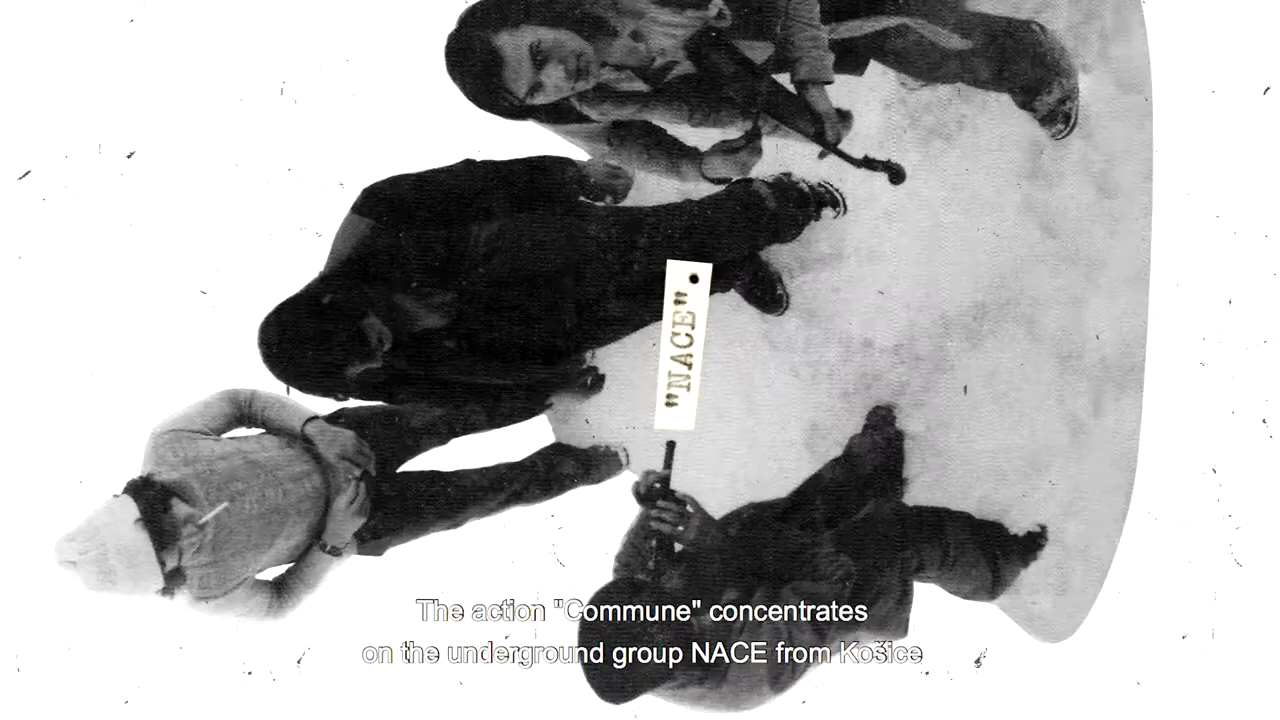 "NACE".
The action "Commune" concentrates
on the underground group NACE from Košice